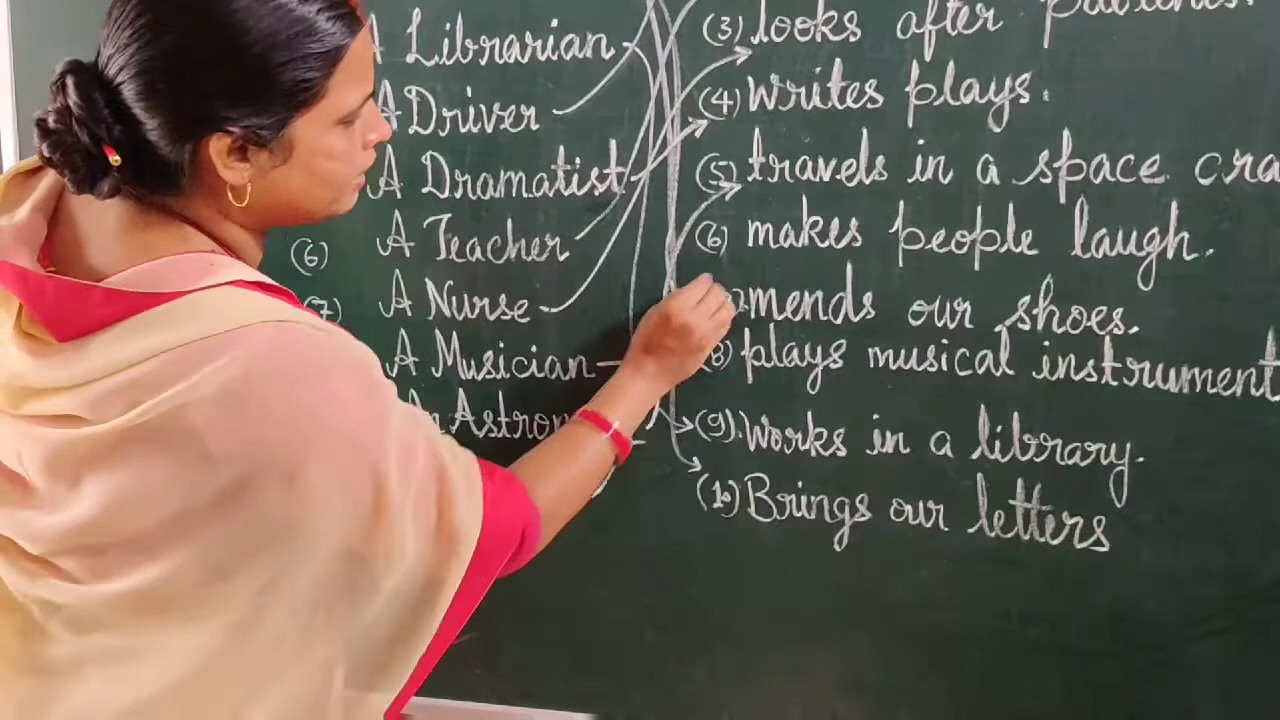 A Librarian (3) looks after patients.
A Driver (4) Writes plays.
A Dramatist (5) travels in a space cra
(6) A Teacher (6) makes people laugh.
(7) A Nurse mends our shoes.
A Musician (8) plays musical instrument
An Astron (9). Works in a library.
(10) Brings our letters